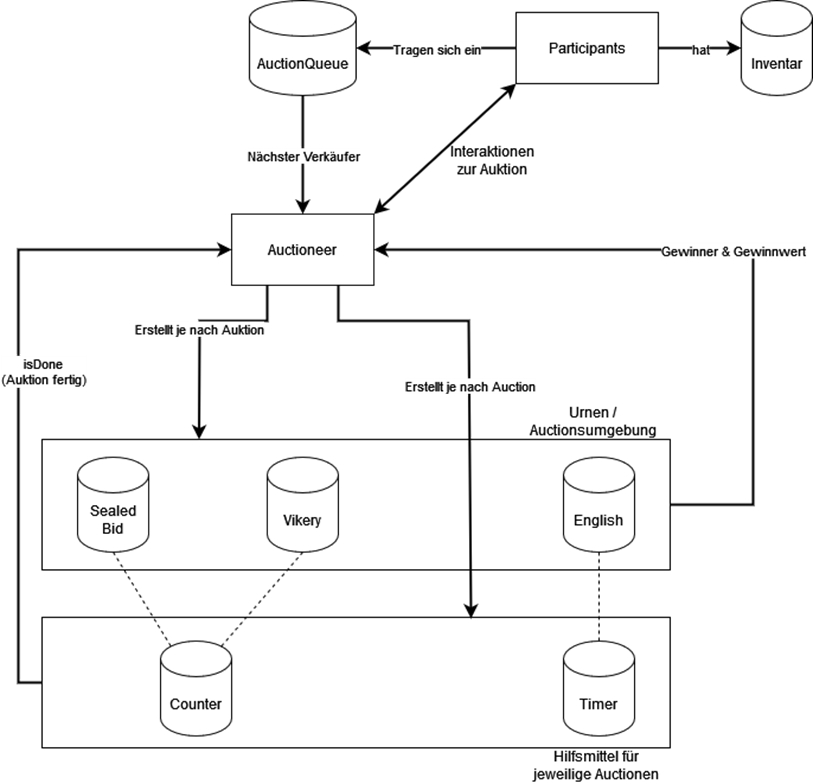 AuctionQueue
Tragen sich ein
Participants
hat
Inventar
Nächster Verkäufer
Interaktionen
zur Auktion
Auctioneer
Gewinner & Gewinnwert
Erstellt je nach Auktion
isDone
(Auktion fertig)
Erstellt je nach Auction
Urnen /
Auctionsumgebung
Sealed
Bid
Vikery
English
Counter
Timer
Hilfsmittel für
jeweilige Auctionen